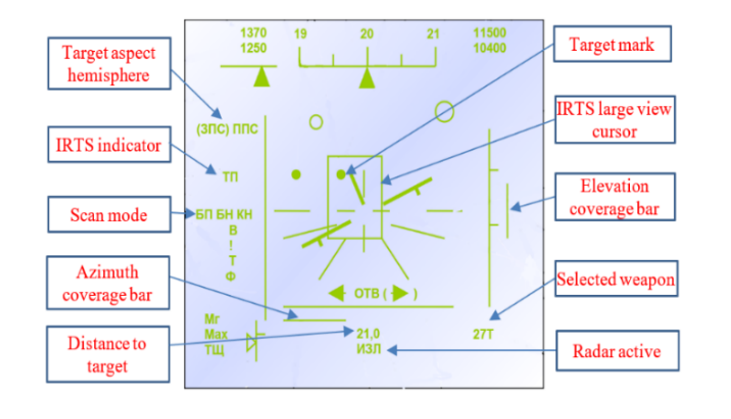 1370 19 20 21 11500
1250 10400
Target aspect
hemisphere
Target mark
(ЗПС) ППС
IRTS large view
cursor
IRTS indicator
ТП
Elevation
coverage bar
Scan mode
БП БН КН
В
!
Т
Ф
Azimuth
coverage bar
ОТВ ( )
Selected weapon
Мг
Мах
ТЩ
21,0
27Т
ИЗЛ
Distance to
target
Radar active